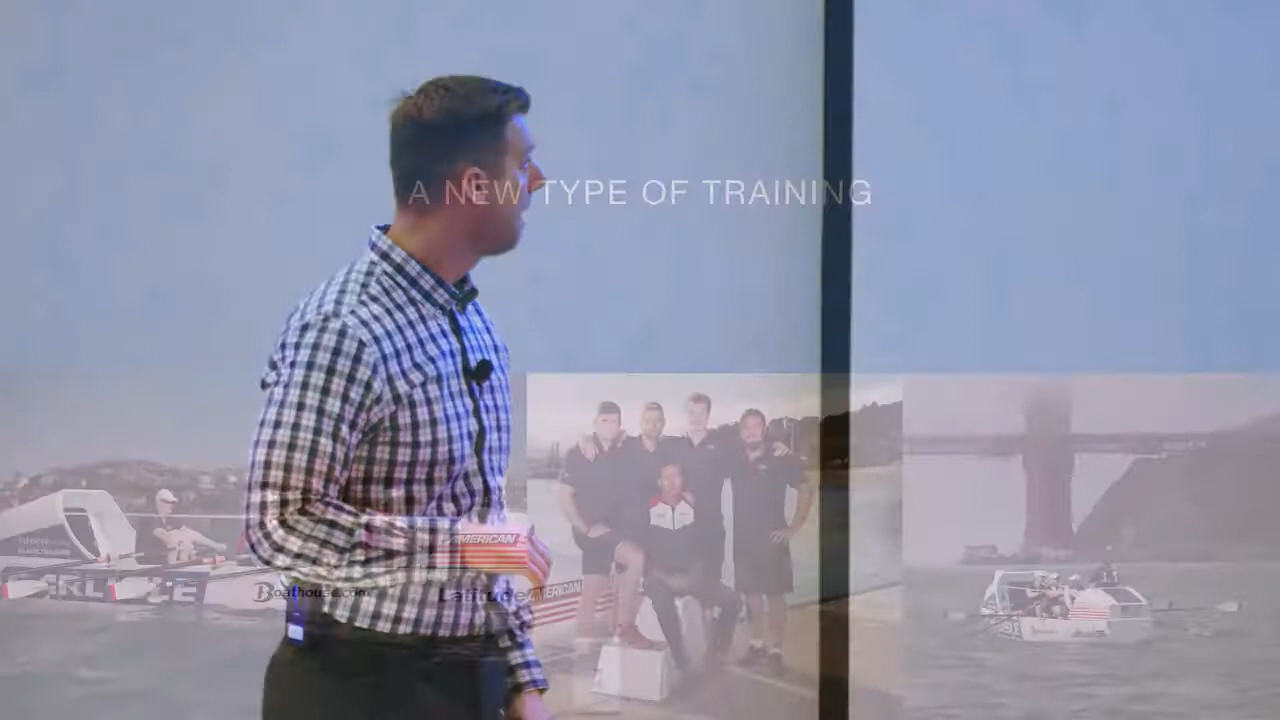 A NEW TYPE OF TRAINING
AMERICAN
Boathouse.com
Latitude
AMERICAN